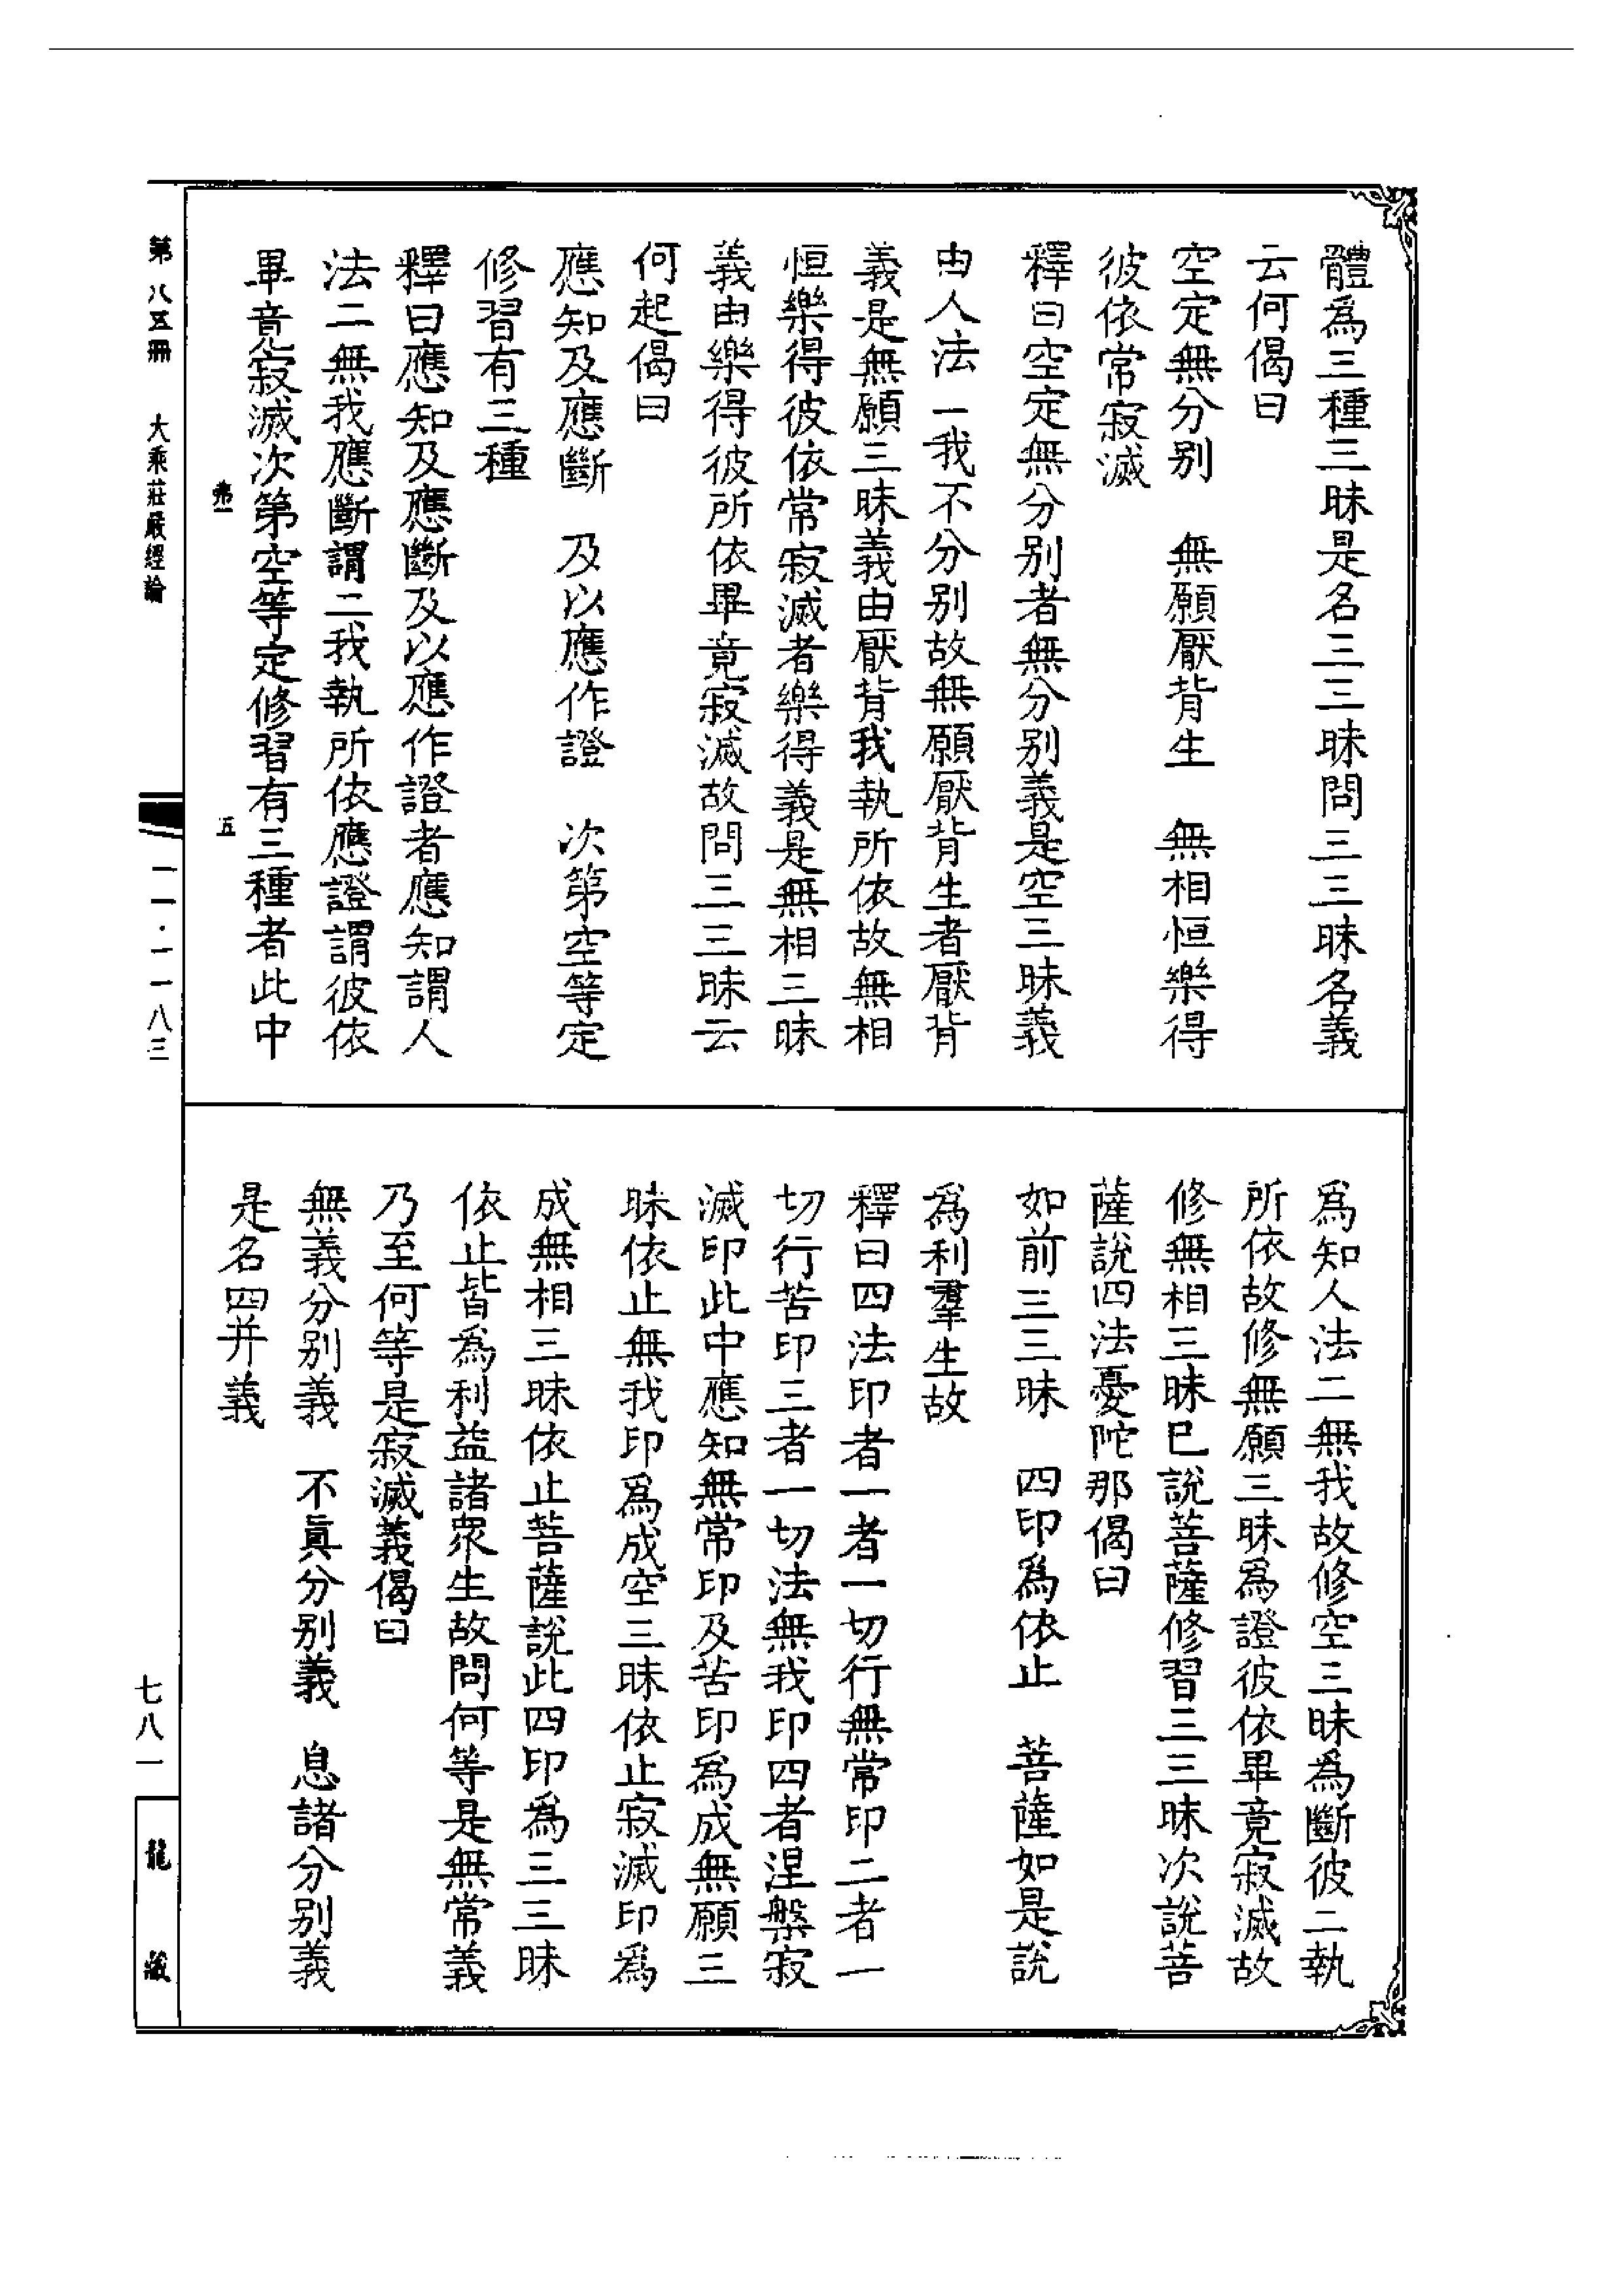 體爲三種三昧是名三三昧問三三昧名義
云何偈曰
空定無分别　無願厭背生　無相恒樂得
彼依常寂滅
釋曰空定無分别者無分别義是空三昧義
由人法二我不分别故無願厭背生者厭背
義是無願三昧義由厭背我執所依故無相
恒樂得彼依常寂滅者樂得義是無相三昧
義由樂得彼所依畢竟寂滅故問三三昧云
何起偈曰
應知及應斷　及以應作證　次第空等定
修習有三種
釋曰應知及應斷及以應作證者應知謂人
法二無我應斷謂二我執所依應證謂彼依
畢竟寂滅次第空等定修習有三種者此中
弗一　五
爲知人法二無我故修空三昧爲斷彼二執
所依故修無願三昧爲證彼依畢竟寂滅故
修無相三昧已說菩薩修習三三昧次說菩
薩說四法憂陀那偈曰
如前三三昧　四印爲依止　菩薩如是說
爲利羣生故
釋曰四法印者一者一切行無常印二者一
切行苦印三者一切法無我印四者涅槃寂
滅印此中應知無常印及苦印爲成無願三
昧依止無我印爲成空三昧依止寂滅印爲
成無相三昧依止菩薩說此四印爲三三昧
依止皆爲利益諸衆生故問何等是無常義
乃至何等是寂滅義偈曰
無義分别義　不眞分别義　息諸分别義
是名四并義
第八五冊　大乘莊嚴經論　一一·一一八三　七八一　龍藏